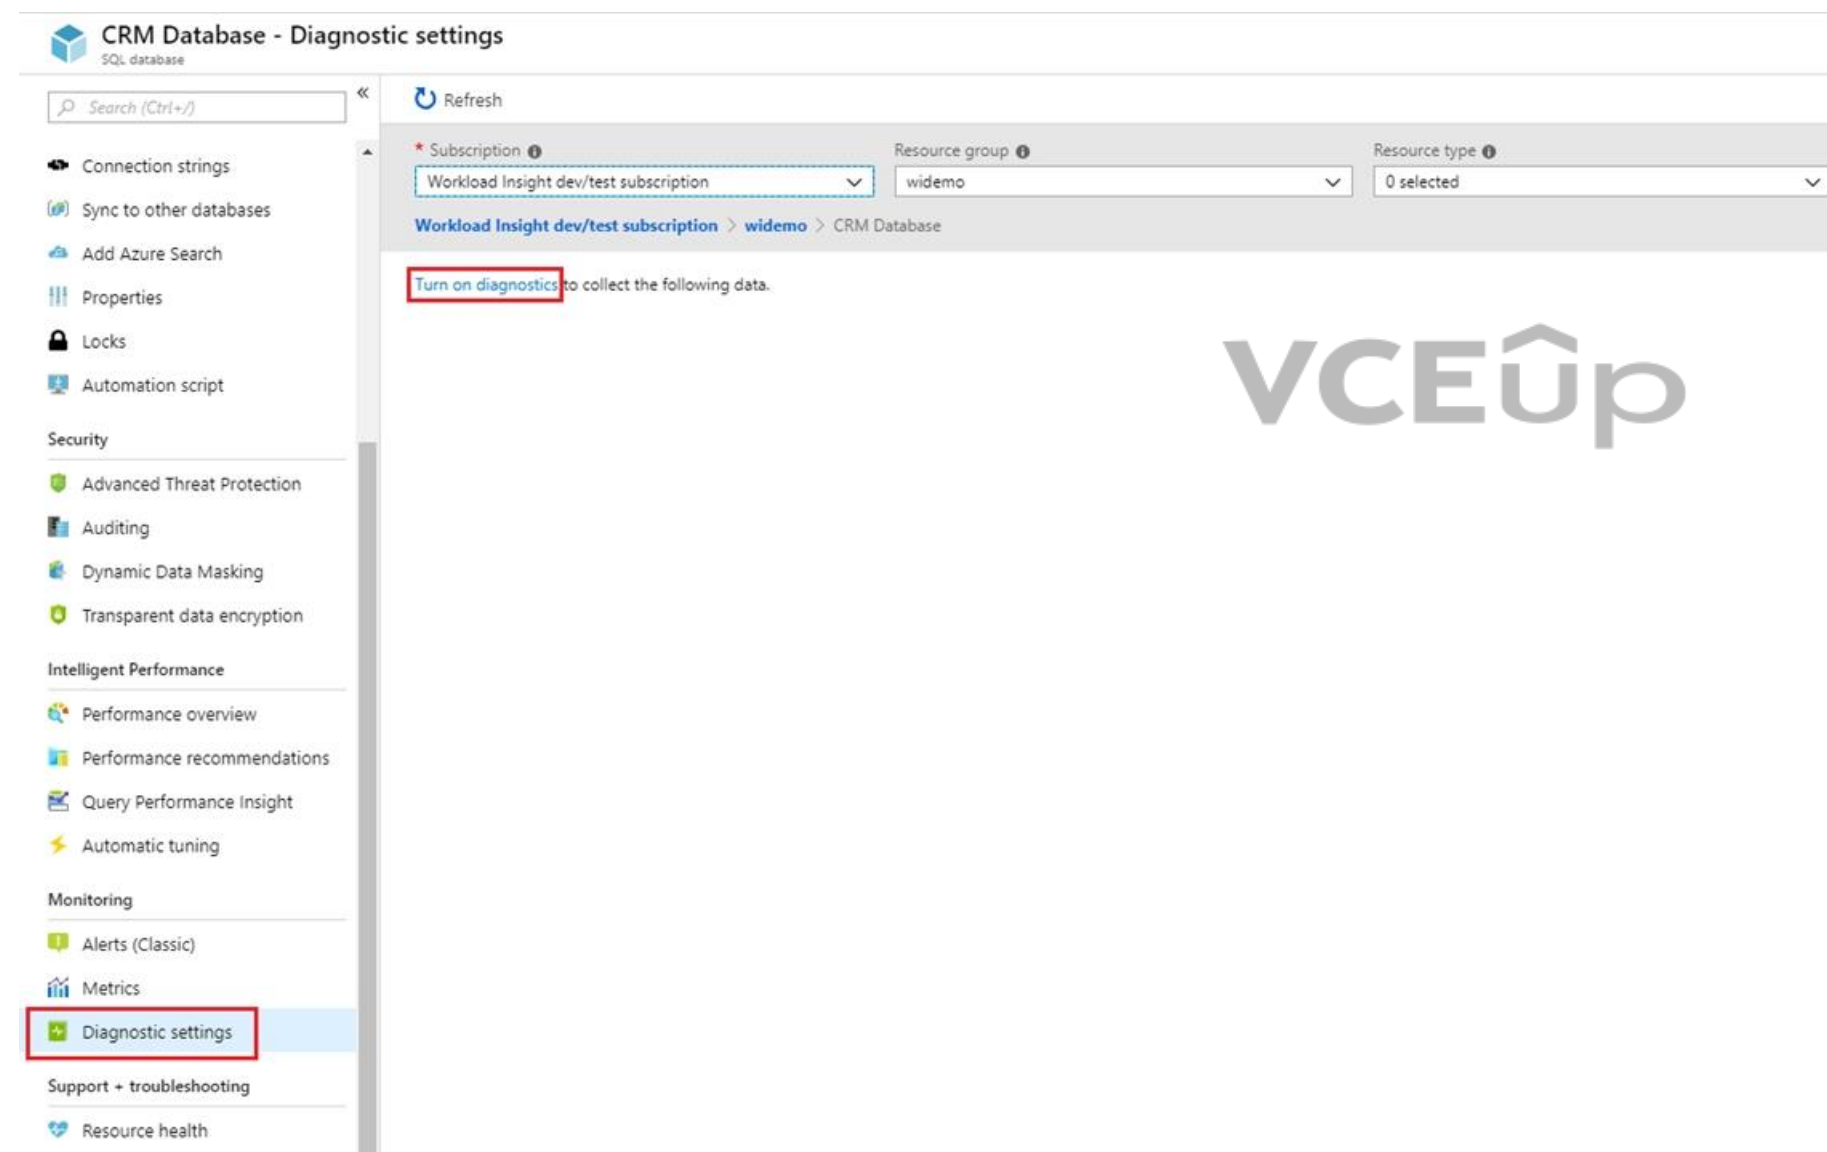 CRM Database - Diagnostic settings
SQL database
Search (Ctrl+/)
«
Connection strings
Sync to other databases
Add Azure Search
Properties
Locks
Automation script
Security
Advanced Threat Protection
Auditing
Dynamic Data Masking
Transparent data encryption
Intelligent Performance
Performance overview
Performance recommendations
Query Performance Insight
Automatic tuning
Monitoring
Alerts (Classic)
Metrics
Diagnostic settings
Support + troubleshooting
Resource health
Refresh
* Subscription
Workload Insight dev/test subscription
Resource group
widemo
Resource type
0 selected
Workload Insight dev/test subscription > widemo > CRM Database
Turn on diagnostics to collect the following data.
VCEûp